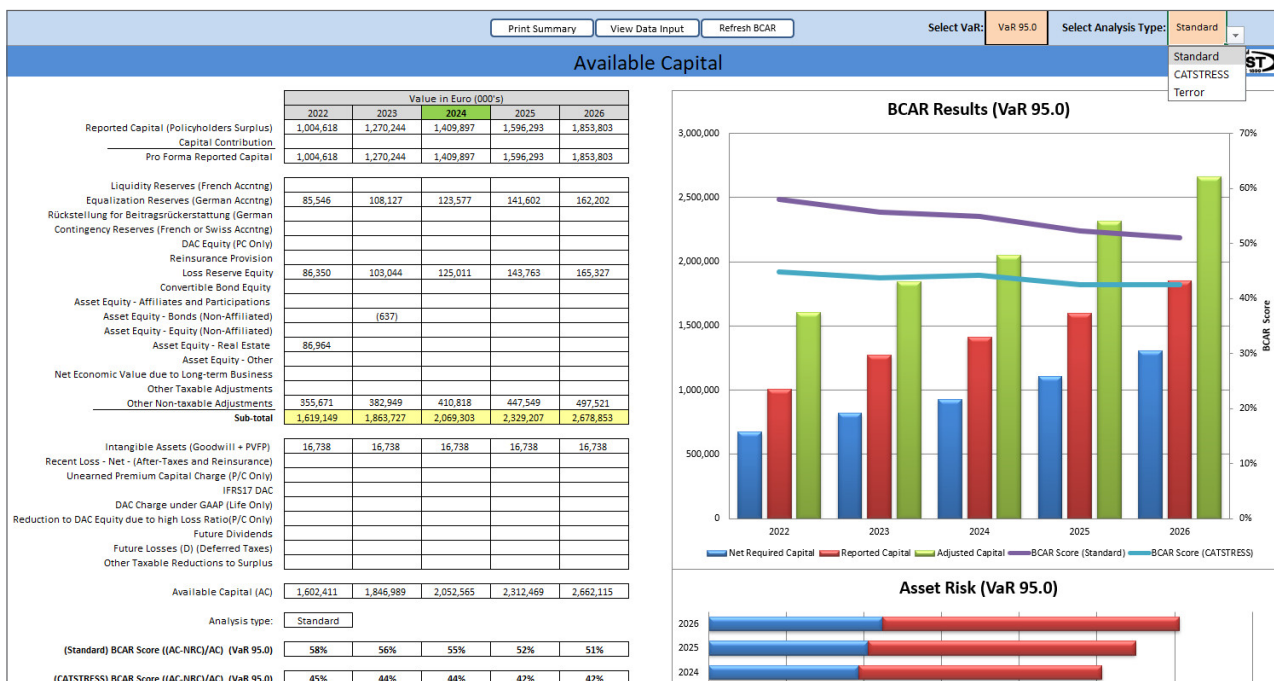 Print Summary View Data Input Refresh BCAR Select VaR: VaR 95.0 Select Analysis Type: Standard
Standard
CATSTRESS
Terror
ST
Available Capital
Value in Euro (000's)
2022 2023 2024 2025 2026
Reported Capital (Policyholders Surplus) 1,004,618 1,270,244 1,409,897 1,596,293 1,853,803
Capital Contribution
Pro Forma Reported Capital 1,004,618 1,270,244 1,409,897 1,596,293 1,853,803
Liquidity Reserves (French Accntng)
Equalization Reserves (German Accntng) 85,546 108,127 123,577 141,602 162,202
Rückstellung for Beitragsrückerstattung (German
Contingency Reserves (French or Swiss Accntng)
DAC Equity (PC Only)
Reinsurance Provision
Loss Reserve Equity 86,350 103,044 125,011 143,763 165,327
Convertible Bond Equity
Asset Equity - Affiliates and Participations
Asset Equity - Bonds (Non-Affiliated) (637)
Asset Equity - Equity (Non-Affiliated)
Asset Equity - Real Estate 86,964
Asset Equity - Other
Net Economic Value due to Long-term Business
Other Taxable Adjustments
Other Non-taxable Adjustments 355,671 382,949 410,818 447,549 497,521
Sub-total 1,619,149 1,863,727 2,069,303 2,329,207 2,678,853
Intangible Assets (Goodwill + PVFP) 16,738 16,738 16,738 16,738 16,738
Recent Loss - Net - (After-Taxes and Reinsurance)
Unearned Premium Capital Charge (P/C Only)
IFRS17 DAC
DAC Charge under GAAP (Life Only)
Reduction to DAC Equity due to high Loss Ratio(P/C Only)
Future Dividends
Future Losses (D) (Deferred Taxes)
Other Taxable Reductions to Surplus
Available Capital (AC) 1,602,411 1,846,989 2,052,565 2,312,469 2,662,115
Analysis type: Standard
(Standard) BCAR Score ((AC-NRC)/AC) (VaR 95.0) 58% 56% 55% 52% 51%
(CATSTRESS) BCAR Score ((AC-NRC)/AC) (VaR 95.0) 45% 44% 44% 42% 42%
BCAR Results (VaR 95.0)
3,000,000 70%
2,500,000 60%
2,000,000 50%
1,500,000 40%
1,000,000 30%
500,000 20%
0 10%
0%
BCAR Score
2022 2023 2024 2025 2026
Net Required Capital Reported Capital Adjusted Capital BCAR Score (Standard) BCAR Score (CATSTRESS)
Asset Risk (VaR 95.0)
2026
2025
2024